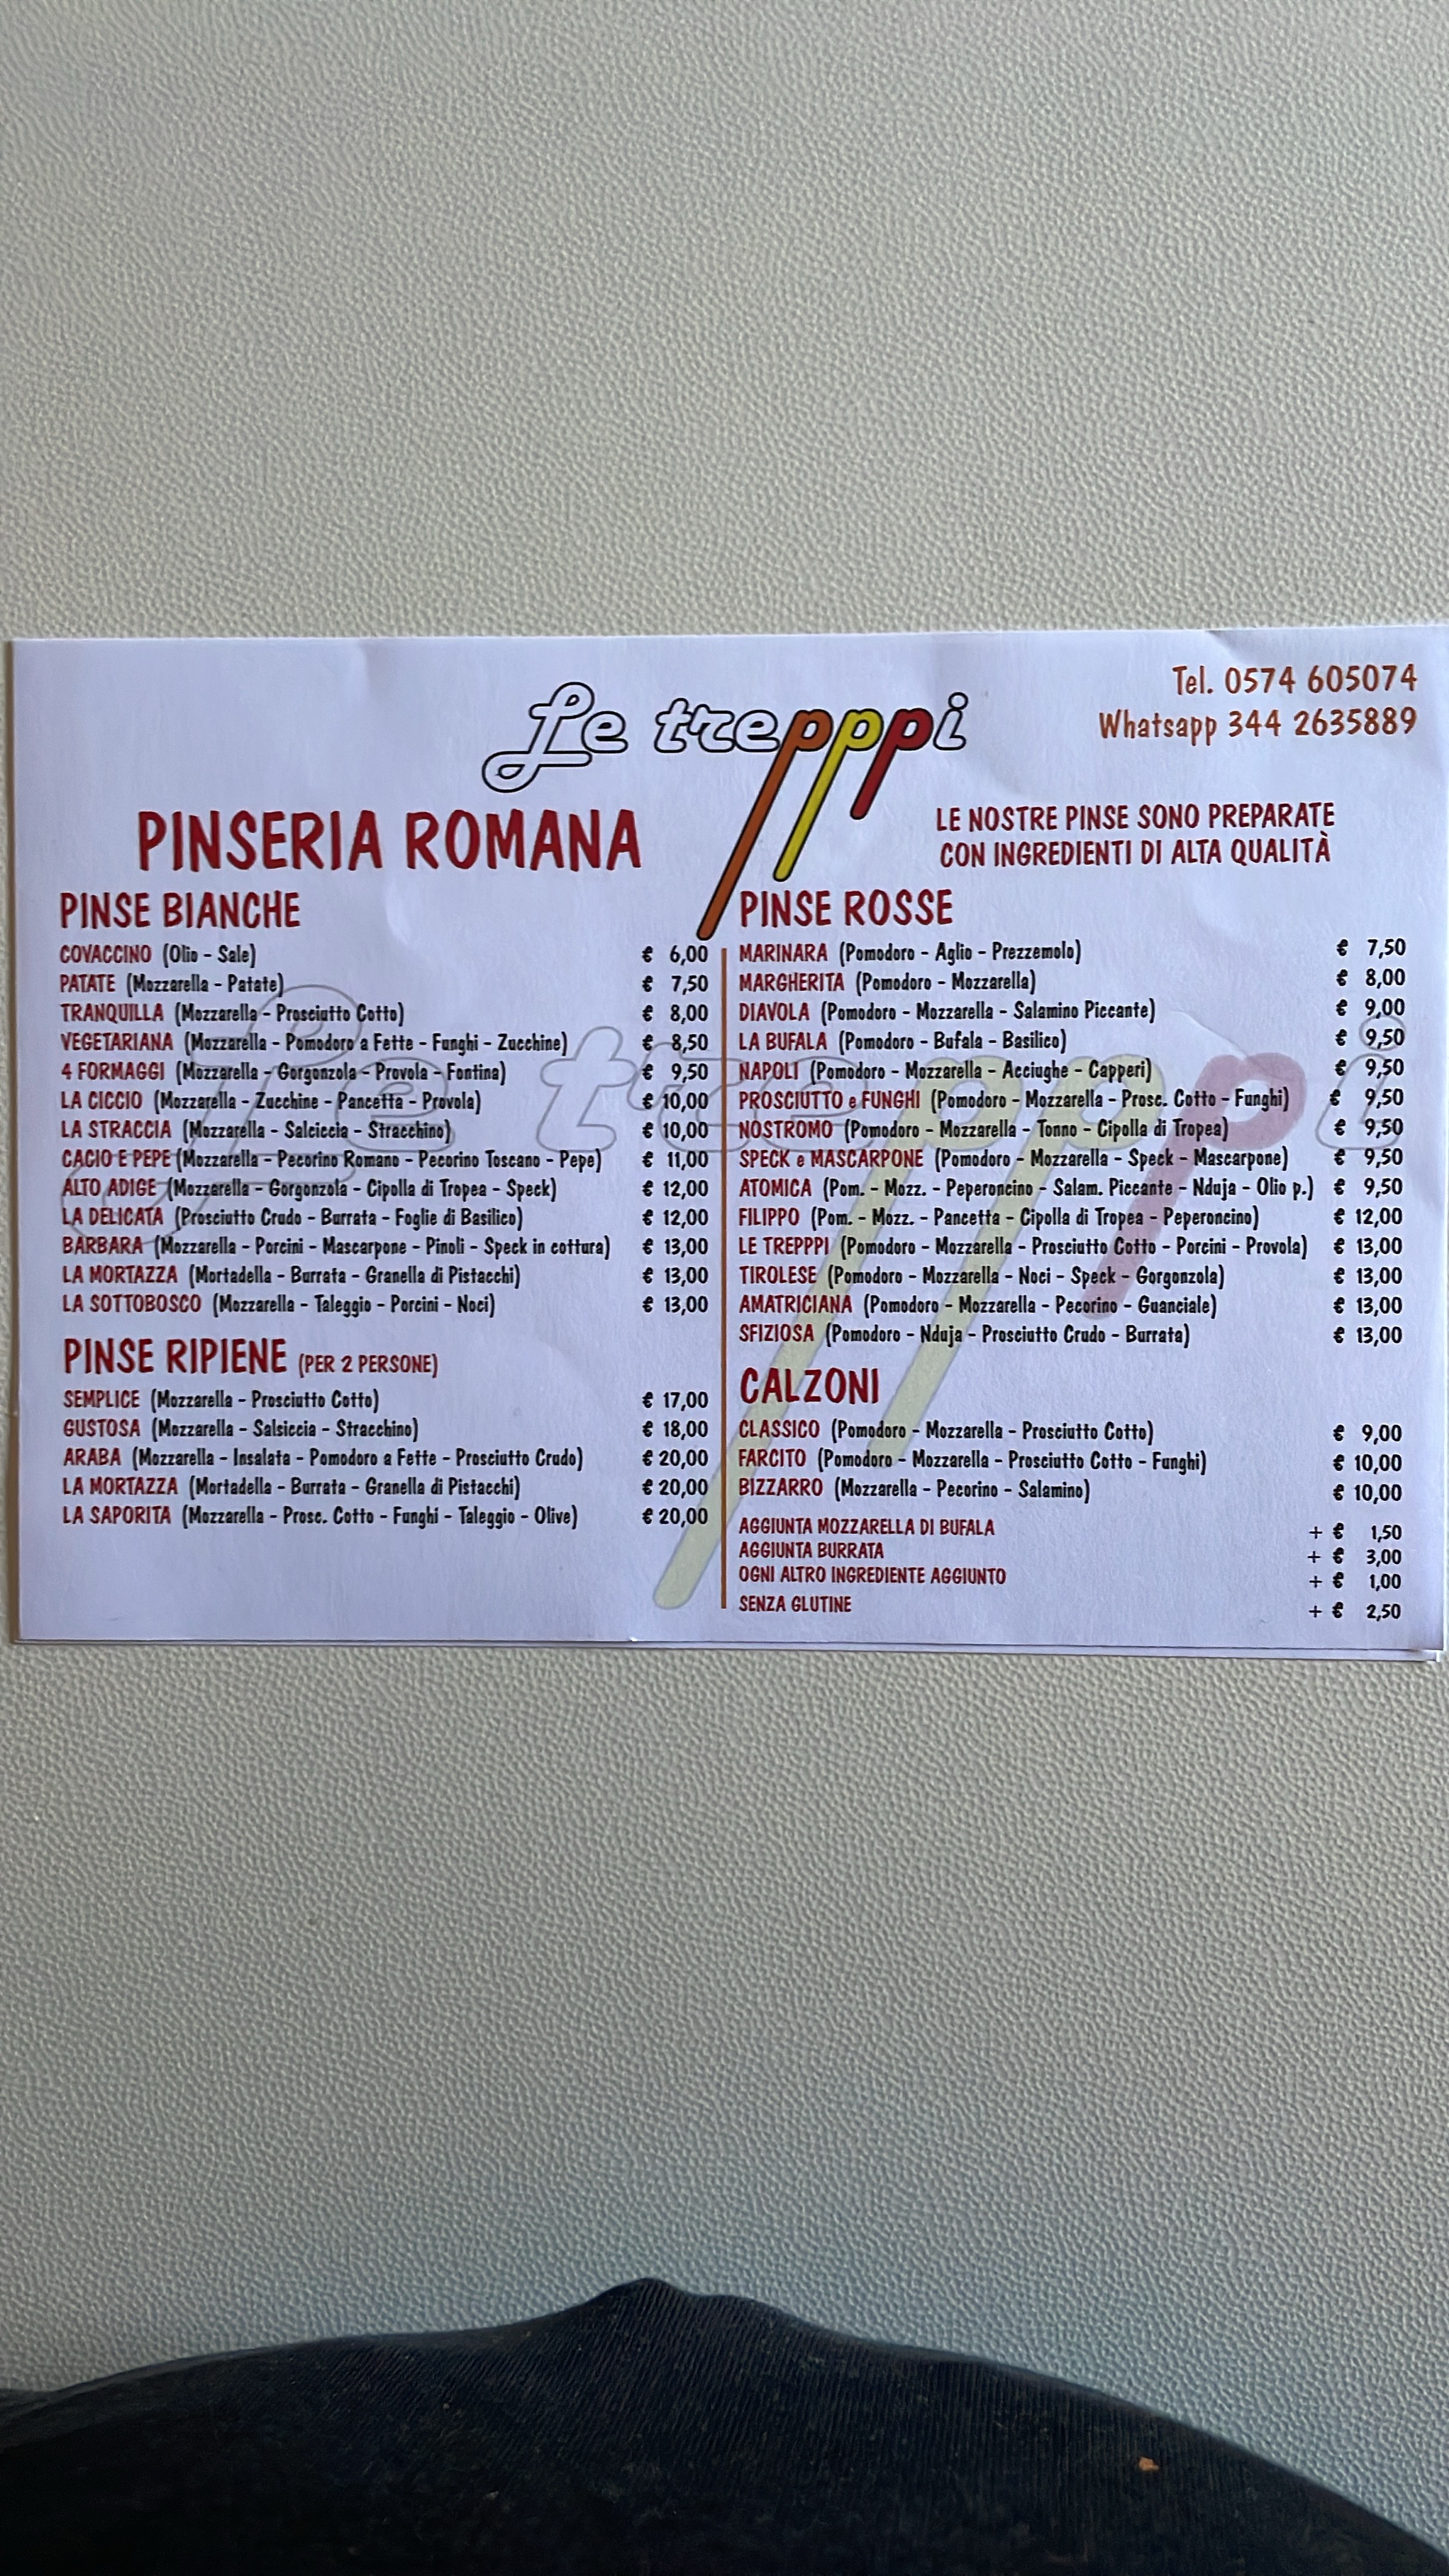 Le trepppi
Tel. 0574 605074
Whatsapp 344 2635889
PINSERIA ROMANA
LE NOSTRE PINSE SONO PREPARATE
CON INGREDIENTI DI ALTA QUALITÀ
PINSE BIANCHE
COVACCINO (Olio - Sale) € 6,00
PATATE (Mozzarella - Patate) € 7,50
TRANQUILLA (Mozzarella - Prosciutto Cotto) € 8,00
VEGETARIANA (Mozzarella - Pomodoro a Fette - Funghi - Zucchine) € 8,50
4 FORMAGGI (Mozzarella - Gorgonzola - Provola - Fontina) € 9,50
LA CICCIO (Mozzarella - Zucchine - Pancetta - Provola) € 10,00
LA STRACCIA (Mozzarella - Salciccia - Stracchino) € 10,00
CACIO E PEPE (Mozzarella - Pecorino Romano - Pecorino Toscano - Pepe) € 11,00
ALTO ADIGE (Mozzarella - Gorgonzola - Cipolla di Tropea - Speck) € 12,00
LA DELICATA (Prosciutto Crudo - Burrata - Foglie di Basilico) € 12,00
BARBARA (Mozzarella - Porcini - Mascarpone - Pinoli - Speck in cottura) € 13,00
LA MORTAZZA (Mortadella - Burrata - Granella di Pistacchi) € 13,00
LA SOTTOBOSCO (Mozzarella - Taleggio - Porcini - Noci) € 13,00
PINSE RIPIENE (PER 2 PERSONE)
SEMPLICE (Mozzarella - Prosciutto Cotto) € 17,00
GUSTOSA (Mozzarella - Salsiccia - Stracchino) € 18,00
ARABA (Mozzarella - Insalata - Pomodoro a Fette - Prosciutto Crudo) € 20,00
LA MORTAZZA (Mortadella - Burrata - Granella di Pistacchi) € 20,00
LA SAPORITA (Mozzarella - Prosc. Cotto - Funghi - Taleggio - Olive) € 20,00
PINSE ROSSE
MARINARA (Pomodoro - Aglio - Prezzemolo) € 7,50
MARGHERITA (Pomodoro - Mozzarella) € 8,00
DIAVOLA (Pomodoro - Mozzarella - Salamino Piccante) € 9,00
LA BUFALA (Pomodoro - Bufala - Basilico) € 9,50
NAPOLI (Pomodoro - Mozzarella - Acciughe - Capperi) € 9,50
PROSCIUTTO e FUNGHI (Pomodoro - Mozzarella - Prosc. Cotto - Funghi) € 9,50
NOSTROMO (Pomodoro - Mozzarella - Tonno - Cipolla di Tropea) € 9,50
SPECK e MASCARPONE (Pomodoro - Mozzarella - Speck - Mascarpone) € 9,50
ATOMICA (Pom. - Mozz. - Peperoncino - Salam. Piccante - Nduja - Olio p.) € 9,50
FILIPPO (Pom. - Mozz. - Pancetta - Cipolla di Tropea - Peperoncino) € 12,00
LE TREPPPI (Pomodoro - Mozzarella - Prosciutto Cotto - Porcini - Provola) € 13,00
TIROLESE (Pomodoro - Mozzarella - Noci - Speck - Gorgonzola) € 13,00
AMATRICIANA (Pomodoro - Mozzarella - Pecorino - Guanciale) € 13,00
SFIZIOSA (Pomodoro - Nduja - Prosciutto Crudo - Burrata) € 13,00
CALZONI
CLASSICO (Pomodoro - Mozzarella - Prosciutto Cotto) € 9,00
FARCITO (Pomodoro - Mozzarella - Prosciutto Cotto - Funghi) € 10,00
BIZZARRO (Mozzarella - Pecorino - Salamino) € 10,00
AGGIUNTA MOZZARELLA DI BUFALA + € 1,50
AGGIUNTA BURRATA + € 3,00
OGNI ALTRO INGREDIENTE AGGIUNTO + € 1,00
SENZA GLUTINE + € 2,50
Le trepppi